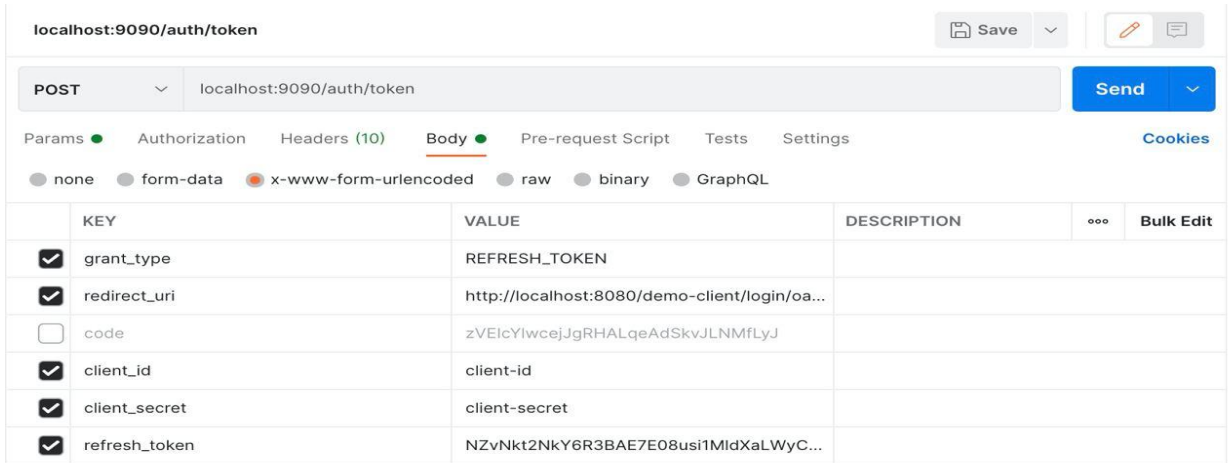 localhost:9090/auth/token
Save
POST localhost:9090/auth/token Send
Params Authorization Headers (10) Body Pre-request Script Tests Settings Cookies
none form-data x-www-form-urlencoded raw binary GraphQL
KEY VALUE DESCRIPTION ooo Bulk Edit
grant_type REFRESH_TOKEN
redirect_uri http://localhost:8080/demo-client/login/oa...
code zVEIcYlwcejJgRHALqeAdSkvJLNMfLyJ
client_id client-id
client_secret client-secret
refresh_token NZvNkt2NkY6R3BAE7E08usi1MIdXaLWyC...